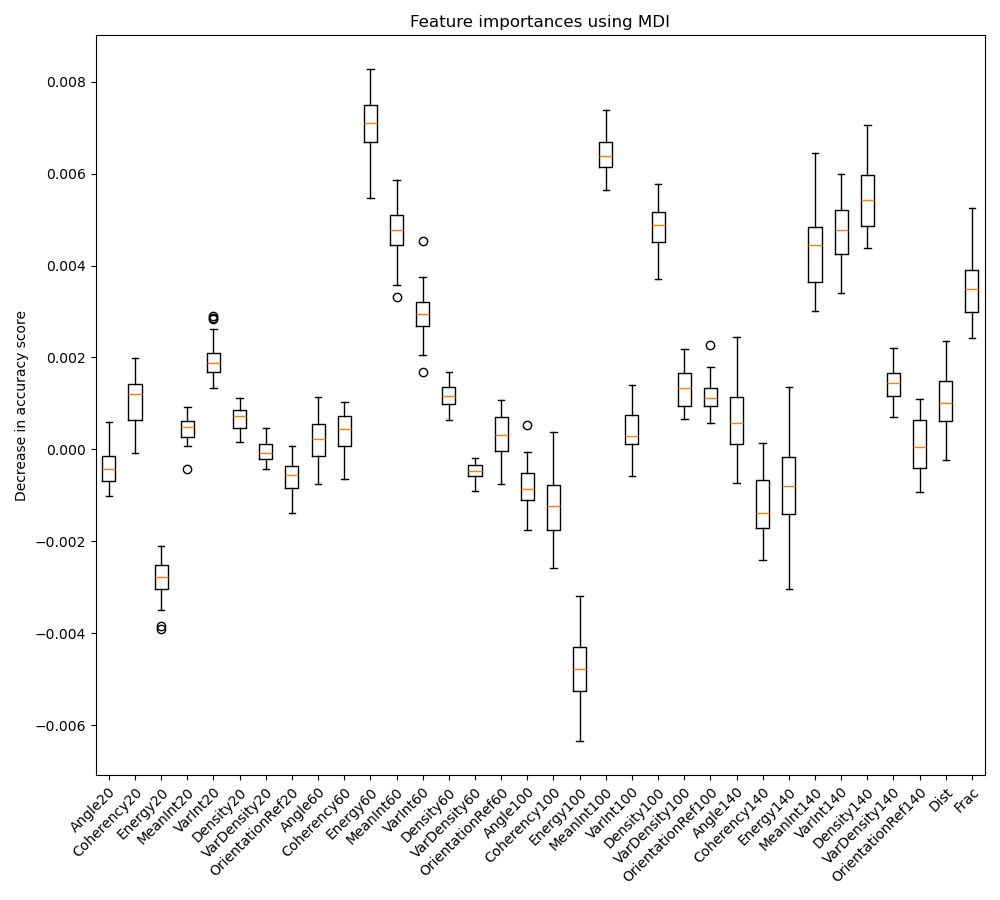 Feature importances using MDI
Decrease in accuracy score
0.008
0.006
0.004
0.002
0.000
−0.002
−0.004
−0.006
Angle20
Coherency20
Energy20
MeanInt20
VarInt20
Density20
VarDensity20
OrientationRef20
Angle60
Coherency60
Energy60
MeanInt60
VarInt60
Density60
VarDensity60
OrientationRef60
Angle100
Coherency100
Energy100
MeanInt100
VarInt100
Density100
VarDensity100
OrientationRef100
Angle140
Coherency140
Energy140
MeanInt140
VarInt140
Density140
VarDensity140
OrientationRef140
Dist
Frac